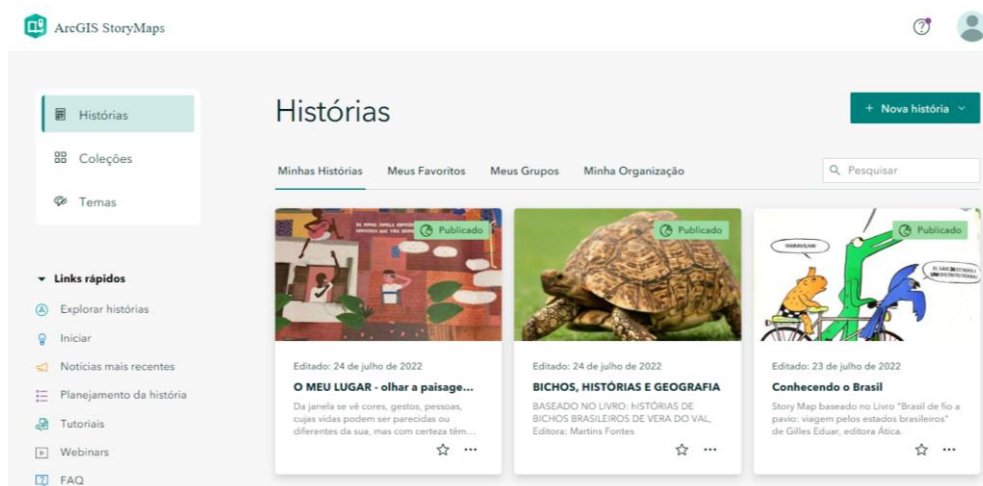 ArcGIS StoryMaps
Histórias
Coleções
Temas
Links rápidos
Explorar histórias
Iniciar
Notícias mais recentes
Planejamento da história
Tutoriais
Webinars
FAQ
Histórias
+ Nova história
Minhas Histórias Meus Favoritos Meus Grupos Minha Organização
Pesquisar
Publicado
Editado: 24 de julho de 2022
O MEU LUGAR - olhar a paisage...
Da janela se vê cores, gestos, pessoas,
cujas vidas podem ser parecidas ou
diferentes da sua, mas com certeza têm...
Publicado
Editado: 24 de julho de 2022
BICHOS, HISTÓRIAS E GEOGRAFIA
BASEADO NO LIVRO: hISTÓRIAS DE
BICHOS BRASILEIROS DE VERA DO VAL,
Editora: Martins Fontes
Publicado
MARAVILHA!
Editado: 23 de julho de 2022
Conhecendo o Brasil
Story Map baseado no Livro "Brasil de fio a
pavio: viagem pelos estados brasileiros"
de Gilles Eduar, editora Ática.